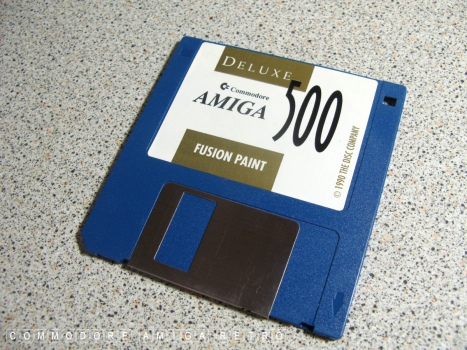 DELUXE
Commodore
AMIGA
500
FUSION PAINT
© 1990 THE DISC COMPANY
COMMODORE AMIGA RETRO